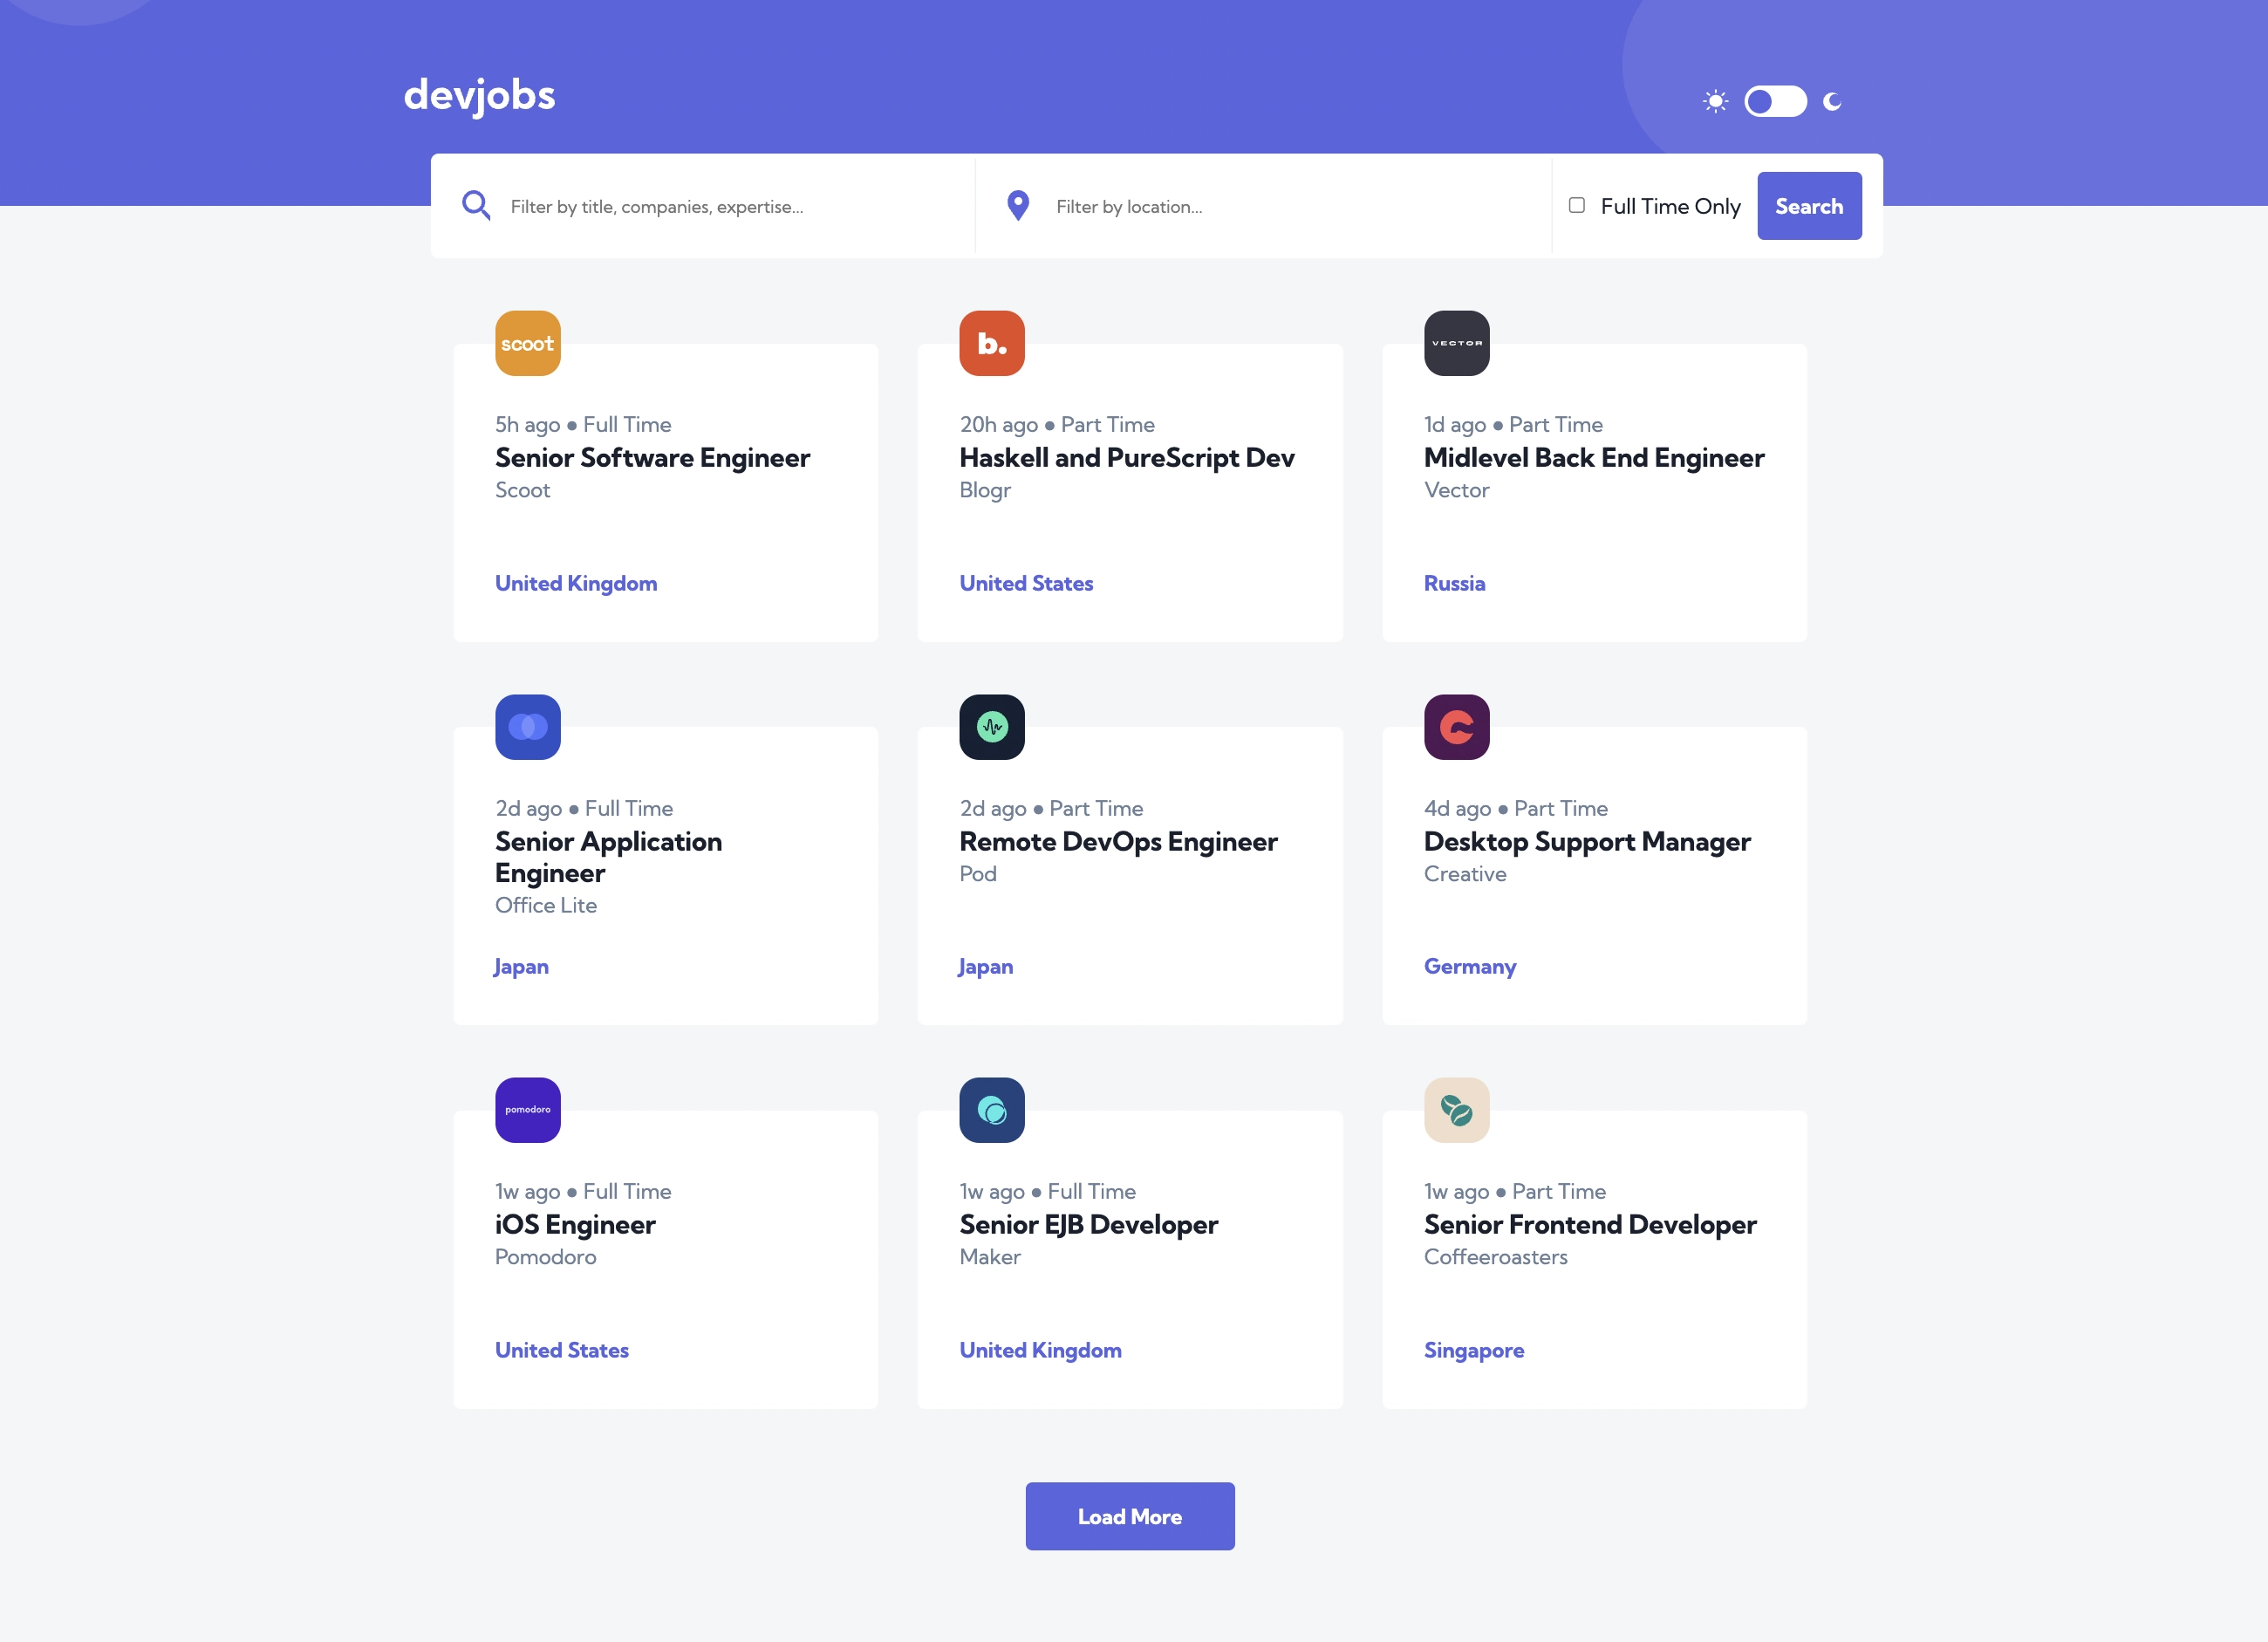 devjobs
Filter by title, companies, expertise...
Filter by location...
Full Time Only
Search
scoot
b.
VECTOR
5h ago ● Full Time
Senior Software Engineer
Scoot
United Kingdom
20h ago ● Part Time
Haskell and PureScript Dev
Blogr
United States
1d ago ● Part Time
Midlevel Back End Engineer
Vector
Russia
2d ago ● Full Time
Senior Application
Engineer
Office Lite
Japan
2d ago ● Part Time
Remote DevOps Engineer
Pod
Japan
4d ago ● Part Time
Desktop Support Manager
Creative
Germany
pomodoro
1w ago ● Full Time
iOS Engineer
Pomodoro
United States
1w ago ● Full Time
Senior EJB Developer
Maker
United Kingdom
1w ago ● Part Time
Senior Frontend Developer
Coffeeroasters
Singapore
Load More